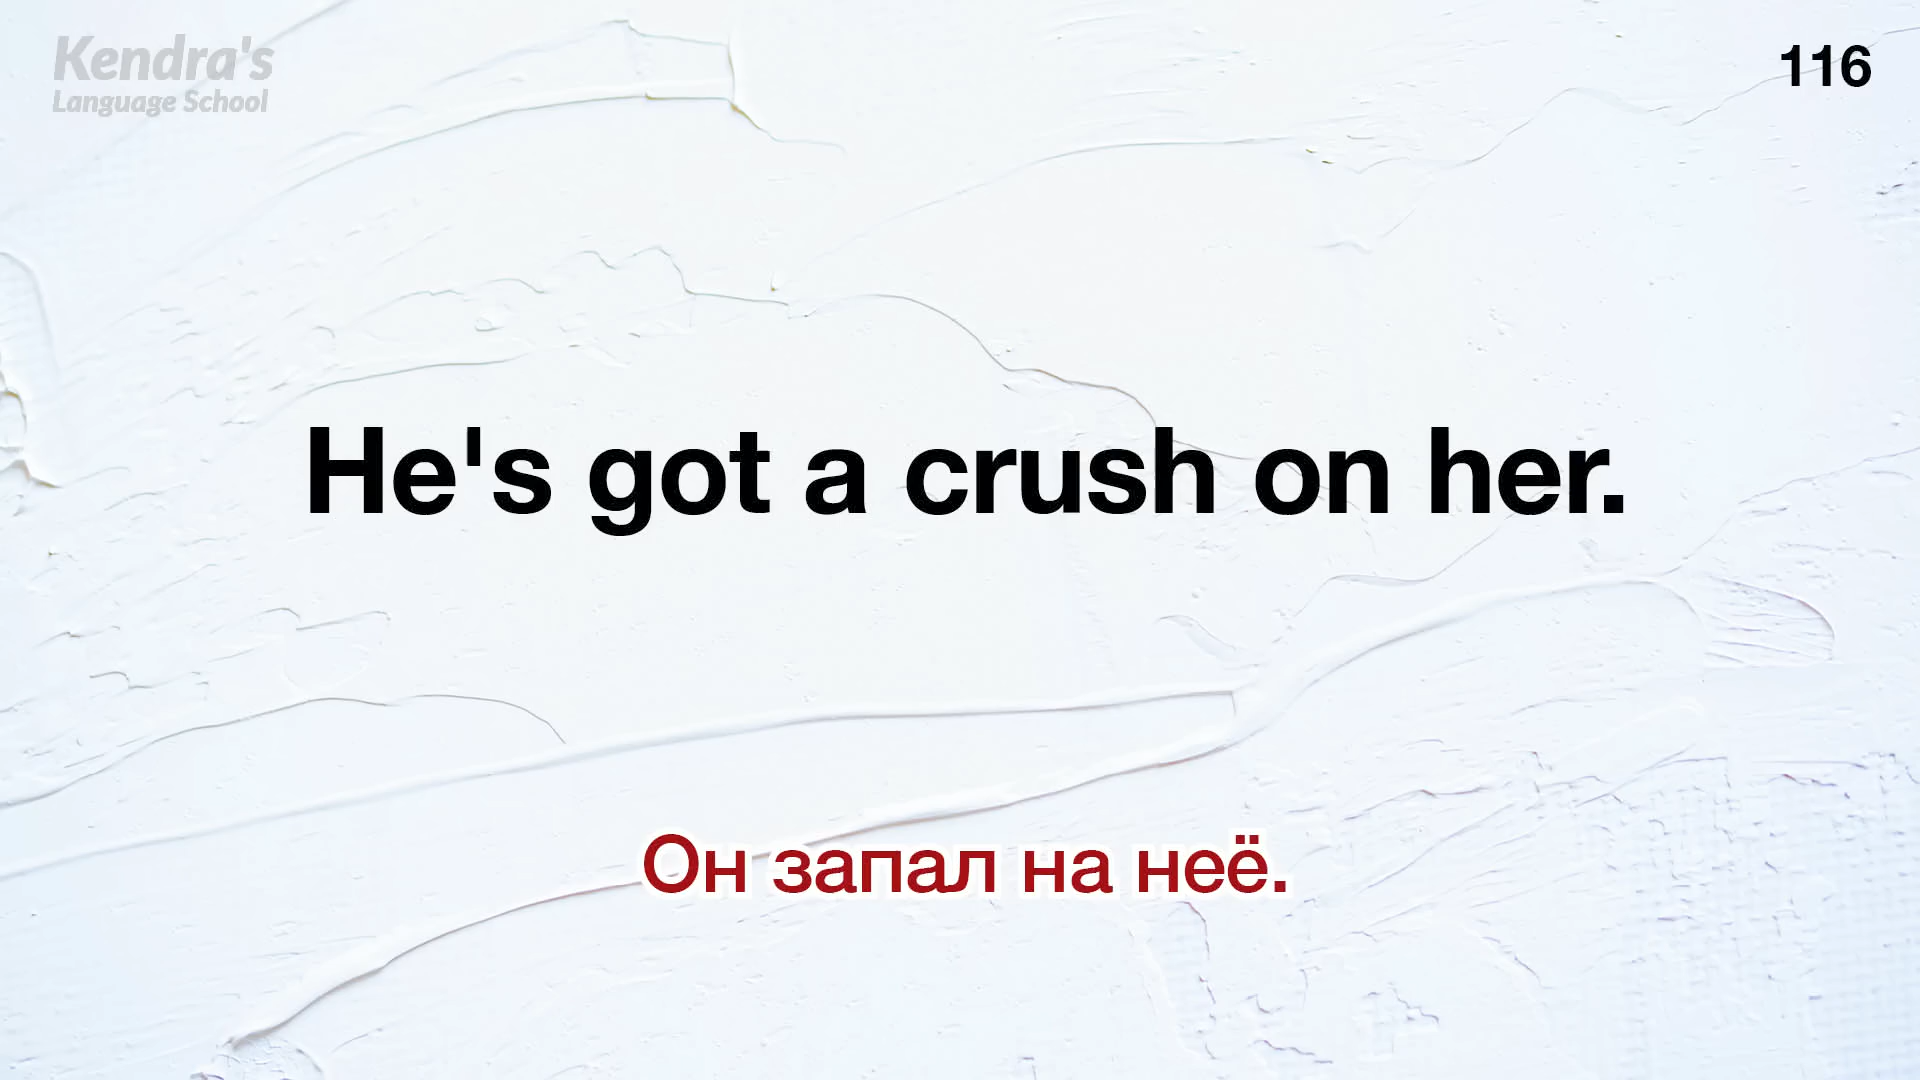 Kendra's
Language School
116
He's got a crush on her.
Он запал на неё.